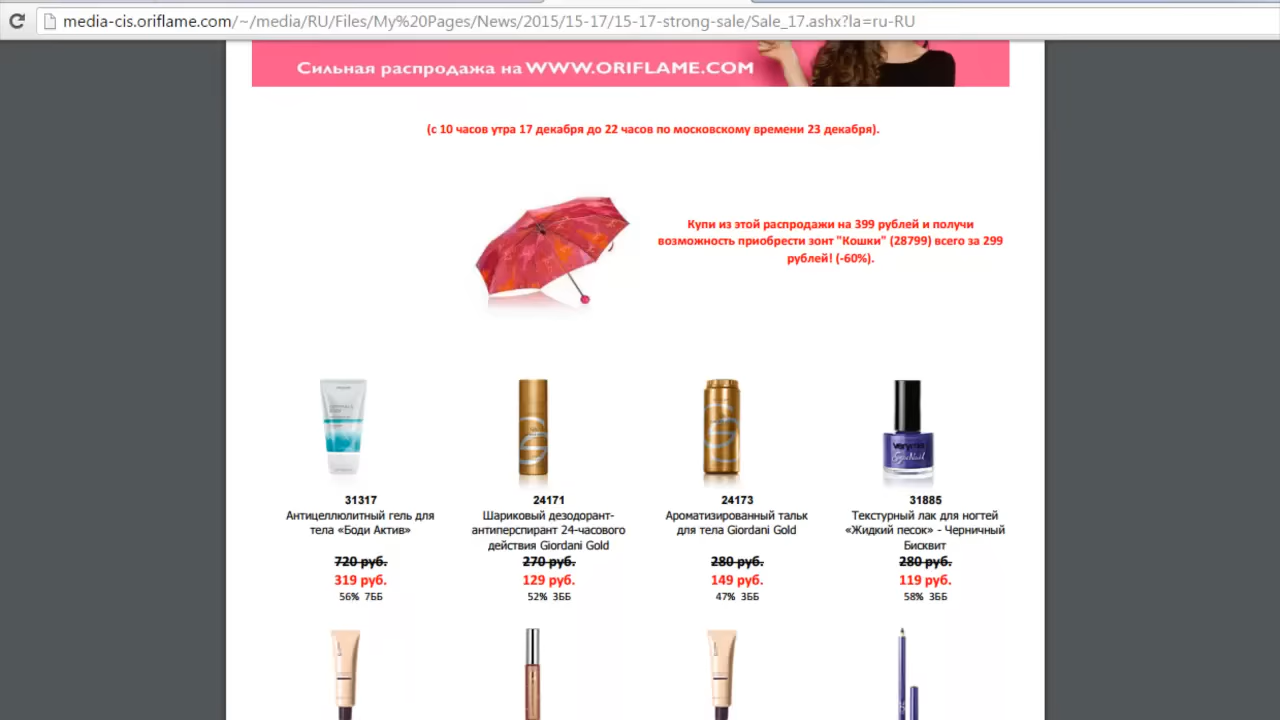 media-cis.oriflame.com/~/media/RU/Files/My%20Pages/News/2015/15-17/15-17-strong-sale/Sale_17.ashx?la=ru-RU
Сильная распродажа на WWW.ORIFLAME.COM
(с 10 часов утра 17 декабря до 22 часов по московскому времени 23 декабря).
Купи из этой распродажи на 399 рублей и получи
возможность приобрести зонт "Кошки" (28799) всего за 299
рублей! (-60%).
31317
Антицеллюлитный гель для
тела «Боди Актив»
720 руб.
319 руб.
56% 7ББ
24171
Шариковый дезодорант-
антиперспирант 24-часового
действия Giordani Gold
270 руб.
129 руб.
52% 3ББ
24173
Ароматизированный тальк
для тела Giordani Gold
280 руб.
149 руб.
47% 3ББ
31885
Текстурный лак для ногтей
«Жидкий песок» - Черничный
Бисквит
280 руб.
119 руб.
58% 3ББ